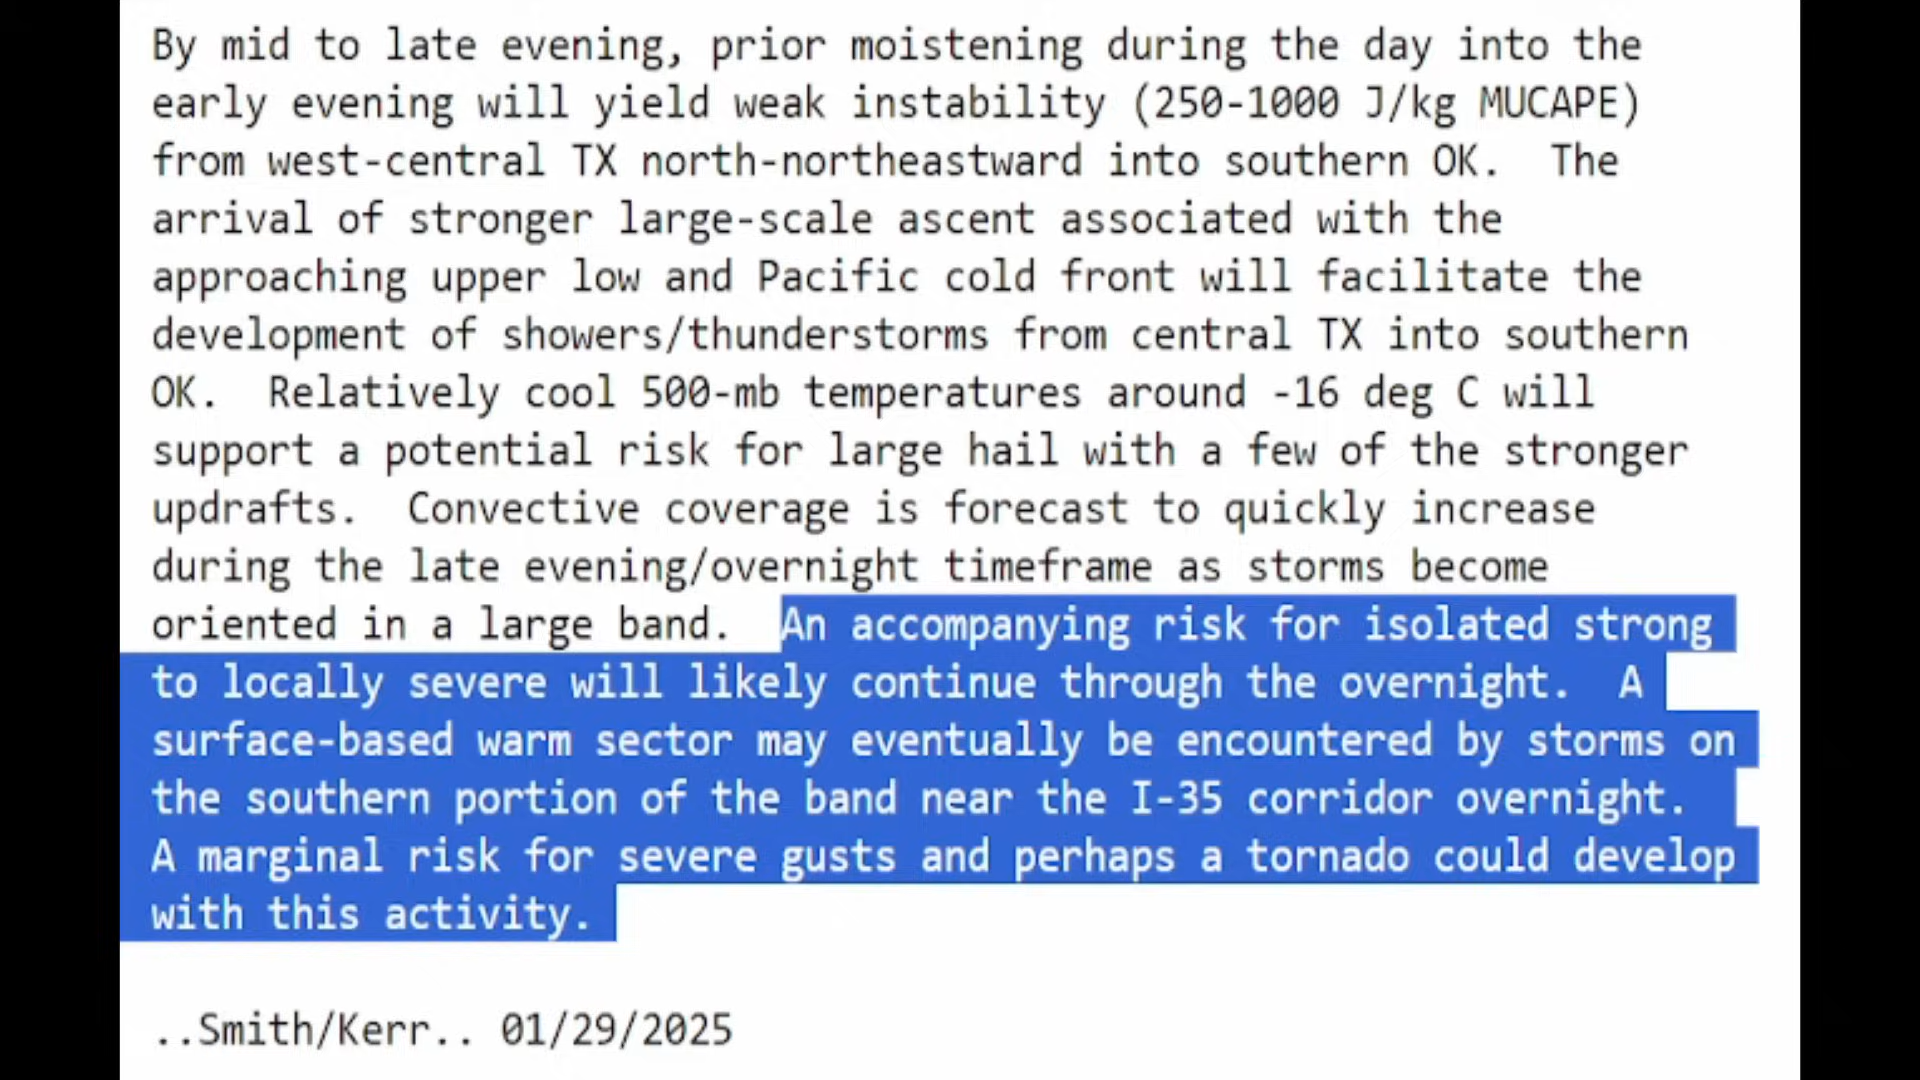 By mid to late evening, prior moistening during the day into the
early evening will yield weak instability (250-1000 J/kg MUCAPE)
from west-central TX north-northeastward into southern OK.  The
arrival of stronger large-scale ascent associated with the
approaching upper low and Pacific cold front will facilitate the
development of showers/thunderstorms from central TX into southern
OK.  Relatively cool 500-mb temperatures around -16 deg C will
support a potential risk for large hail with a few of the stronger
updrafts.  Convective coverage is forecast to quickly increase
during the late evening/overnight timeframe as storms become
oriented in a large band.  An accompanying risk for isolated strong
to locally severe will likely continue through the overnight.  A
surface-based warm sector may eventually be encountered by storms on
the southern portion of the band near the I-35 corridor overnight.
A marginal risk for severe gusts and perhaps a tornado could develop
with this activity.
..Smith/Kerr.. 01/29/2025